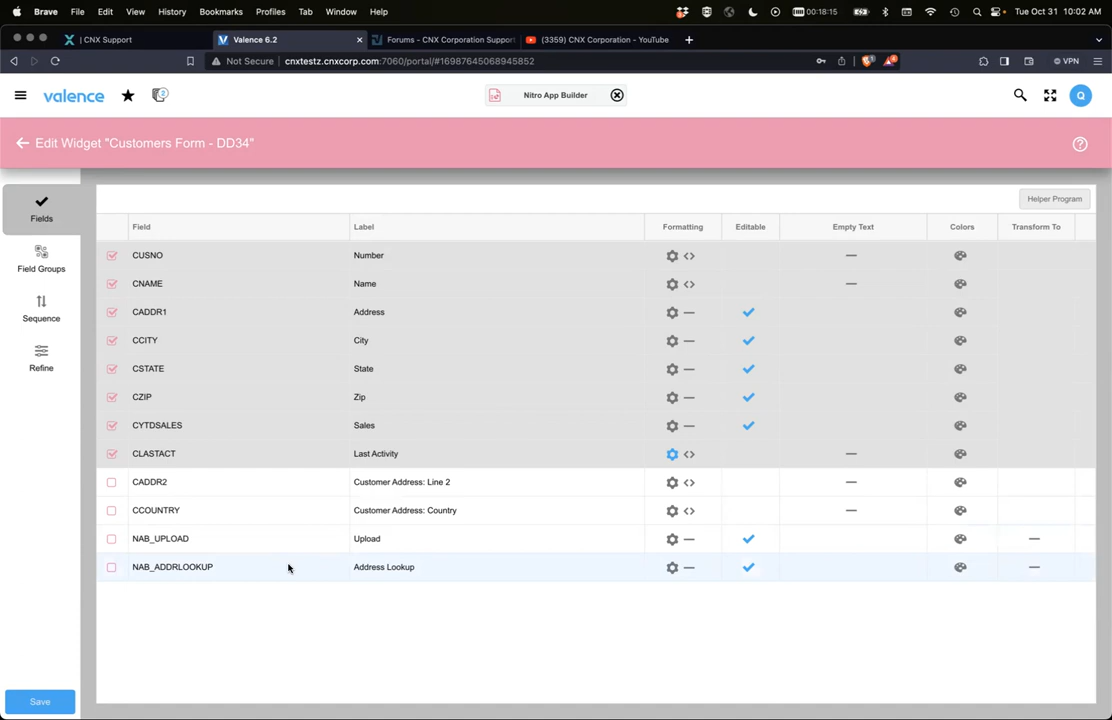 Brave File Edit View History Bookmarks Profiles Tab Window Help 00:18:15 Tue Oct 31 10:02 AM
| CNX Support Valence 6.2 Forums - CNX Corporation Support (3359) CNX Corporation - YouTube
Not Secure cnxtestz.cnxcorp.com:7060/portal/#16987645068945852 VPN
valence 2 Nitro App Builder Q
Edit Widget "Customers Form - DD34"
Helper Program
Fields
Field Groups
Sequence
Refine
Field Label Formatting Editable Empty Text Colors Transform To
CUSNO Number
CNAME Name
CADDR1 Address
CCITY City
CSTATE State
CZIP Zip
CYTDSALES Sales
CLASTACT Last Activity
CADDR2 Customer Address: Line 2
CCOUNTRY Customer Address: Country
NAB_UPLOAD Upload
NAB_ADDRLOOKUP Address Lookup
Save